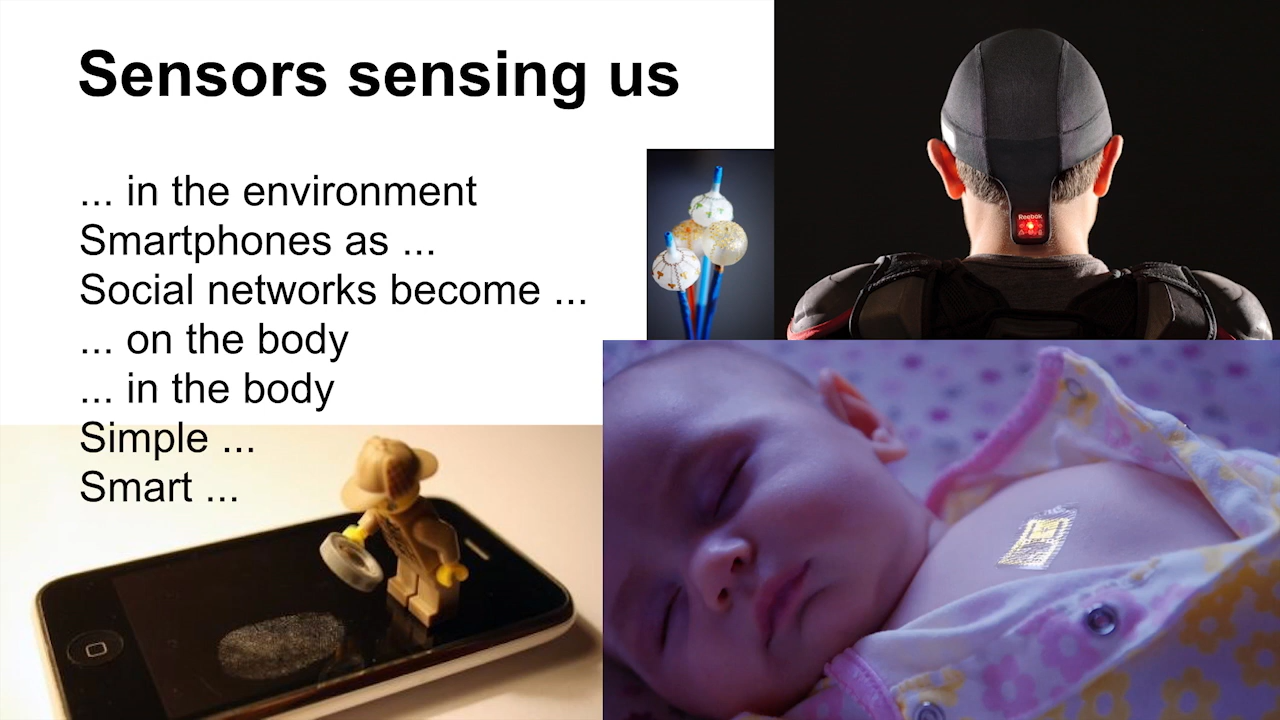 Sensors sensing us
... in the environment
Smartphones as ...
Social networks become ...
... on the body
... in the body
Simple ...
Smart ...
Reebok